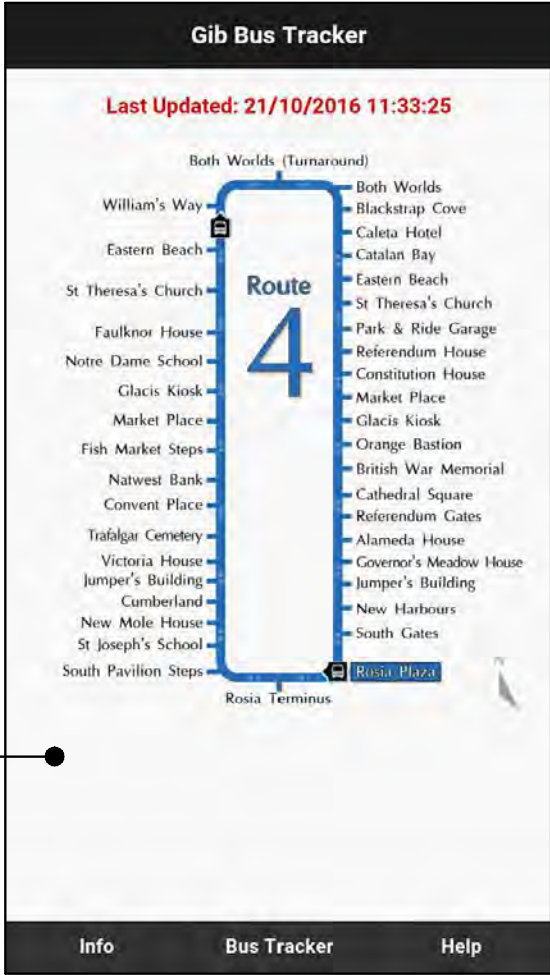 Gib Bus Tracker
Last Updated: 21/10/2016 11:33:25
Both Worlds (Turnaround)
William's Way
Eastern Beach
St Theresa's Church
Faulknor House
Notre Dame School
Glacis Kiosk
Market Place
Fish Market Steps
Natwest Bank
Convent Place
Trafalgar Cemetery
Victoria House
Jumper's Building
Cumberland
New Mole House
St Joseph's School
South Pavilion Steps
Route
4
Both Worlds
Blackstrap Cove
Caleta Hotel
Catalan Bay
Eastern Beach
St Theresa's Church
Park & Ride Garage
Referendum House
Constitution House
Market Place
Glacis Kiosk
Orange Bastion
British War Memorial
Cathedral Square
Referendum Gates
Alameda House
Governor's Meadow House
Jumper's Building
New Harbours
South Gates
Rosia Plaza
Rosia Terminus
Info Bus Tracker Help